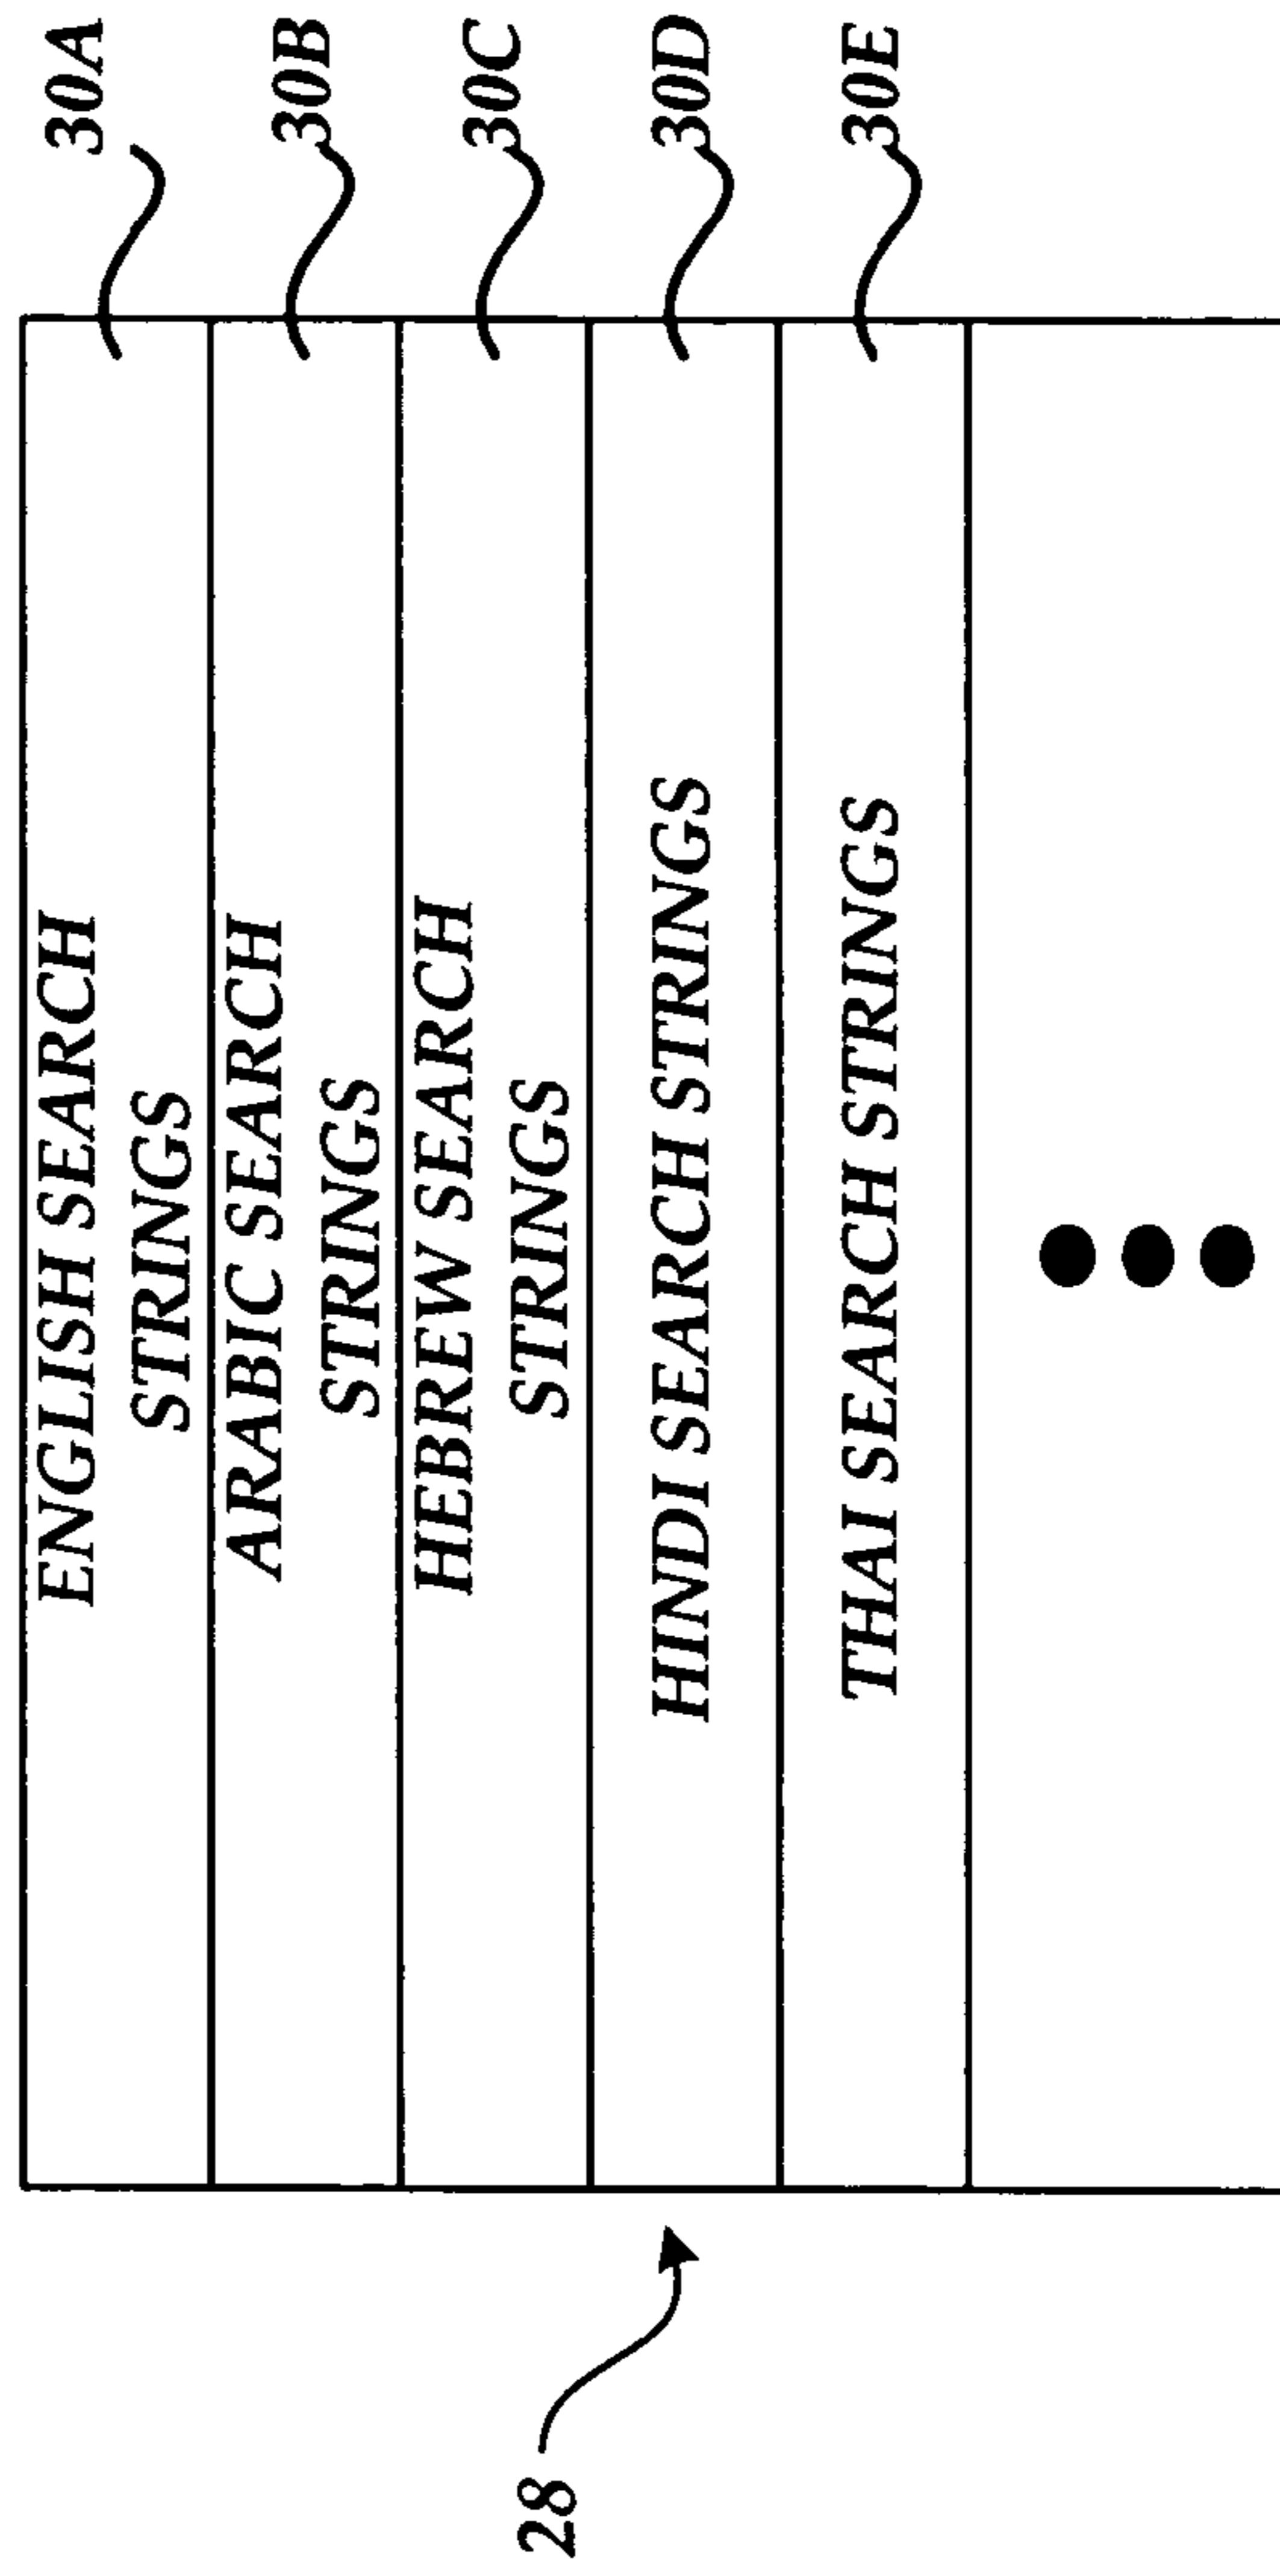 ENGLISH SEARCH
STRINGS
30A
ARABIC SEARCH
STRINGS
30B
HEBREW SEARCH
STRINGS
30C
HINDI SEARCH STRINGS
30D
THAI SEARCH STRINGS
30E
28